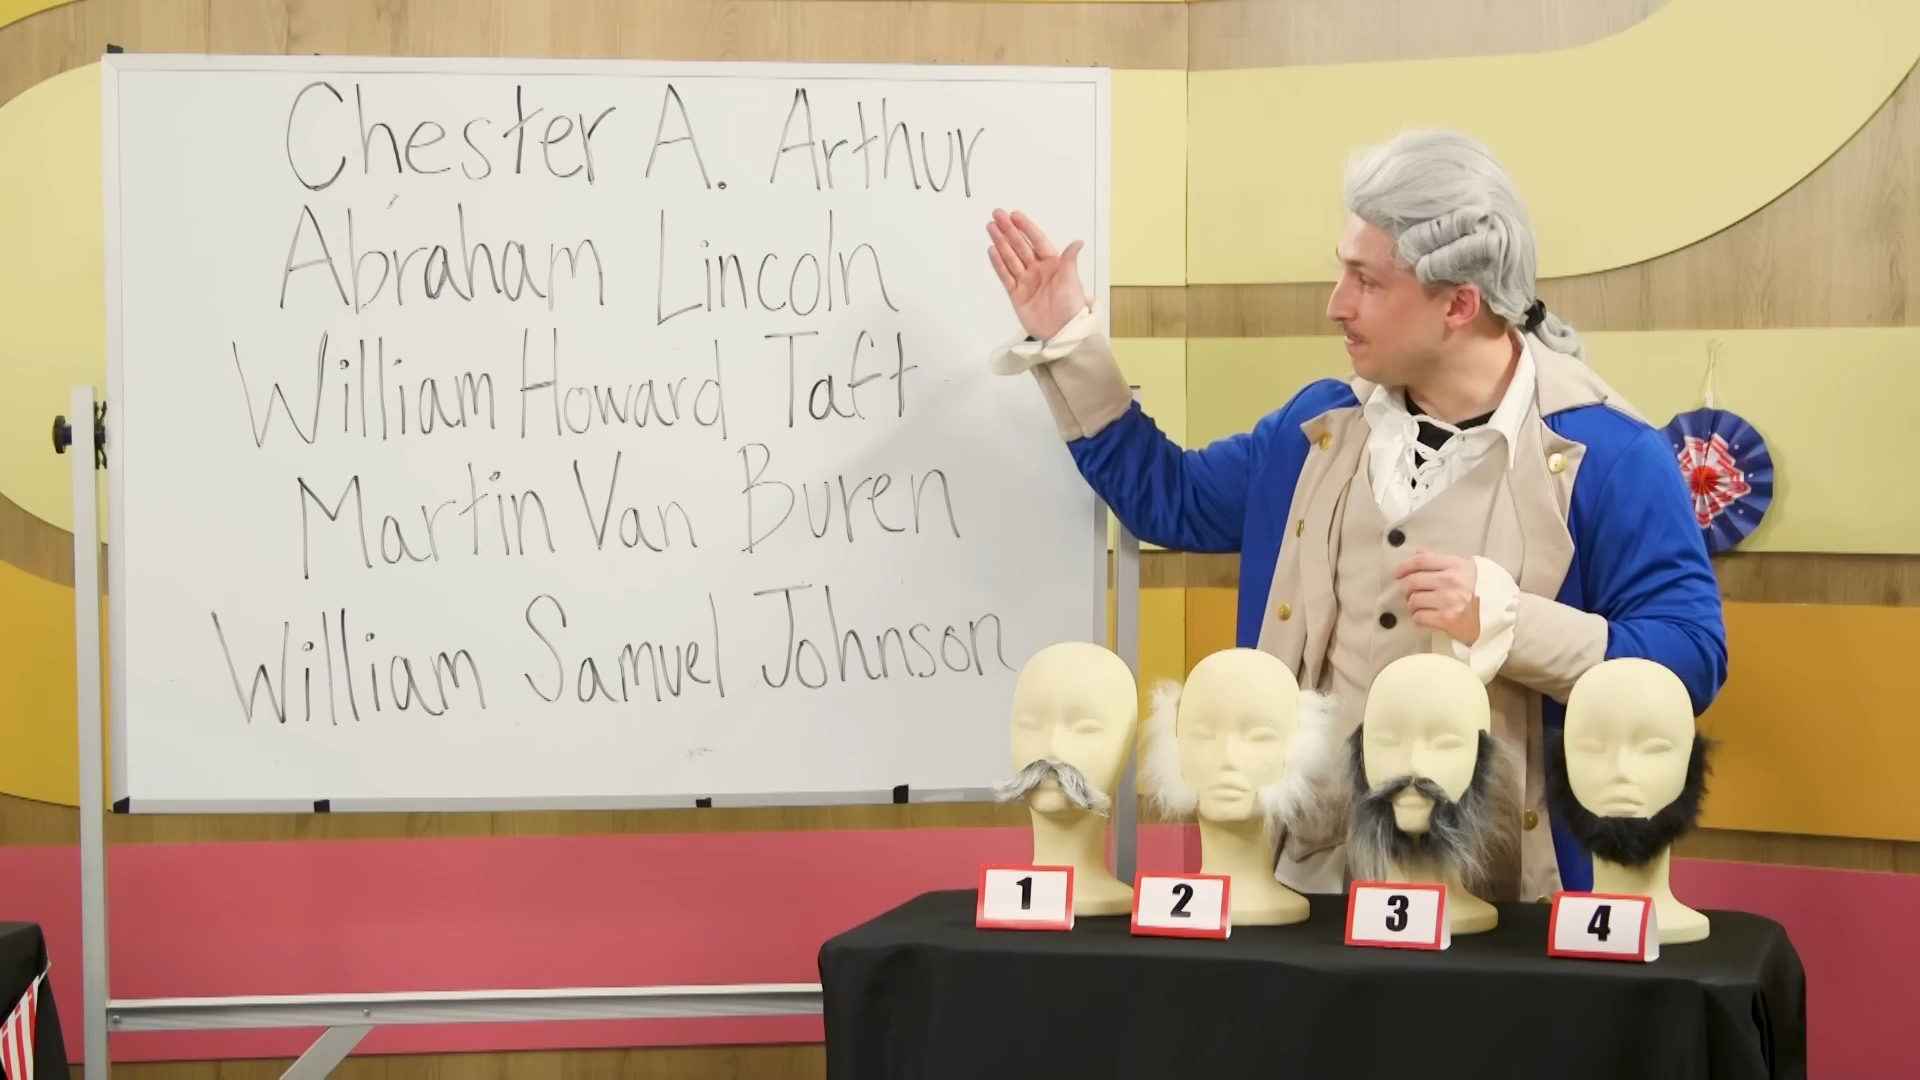 Chester A. Arthur
Abraham Lincoln
William Howard Taft
Martin Van Buren
William Samuel Johnson
1
2
3
4